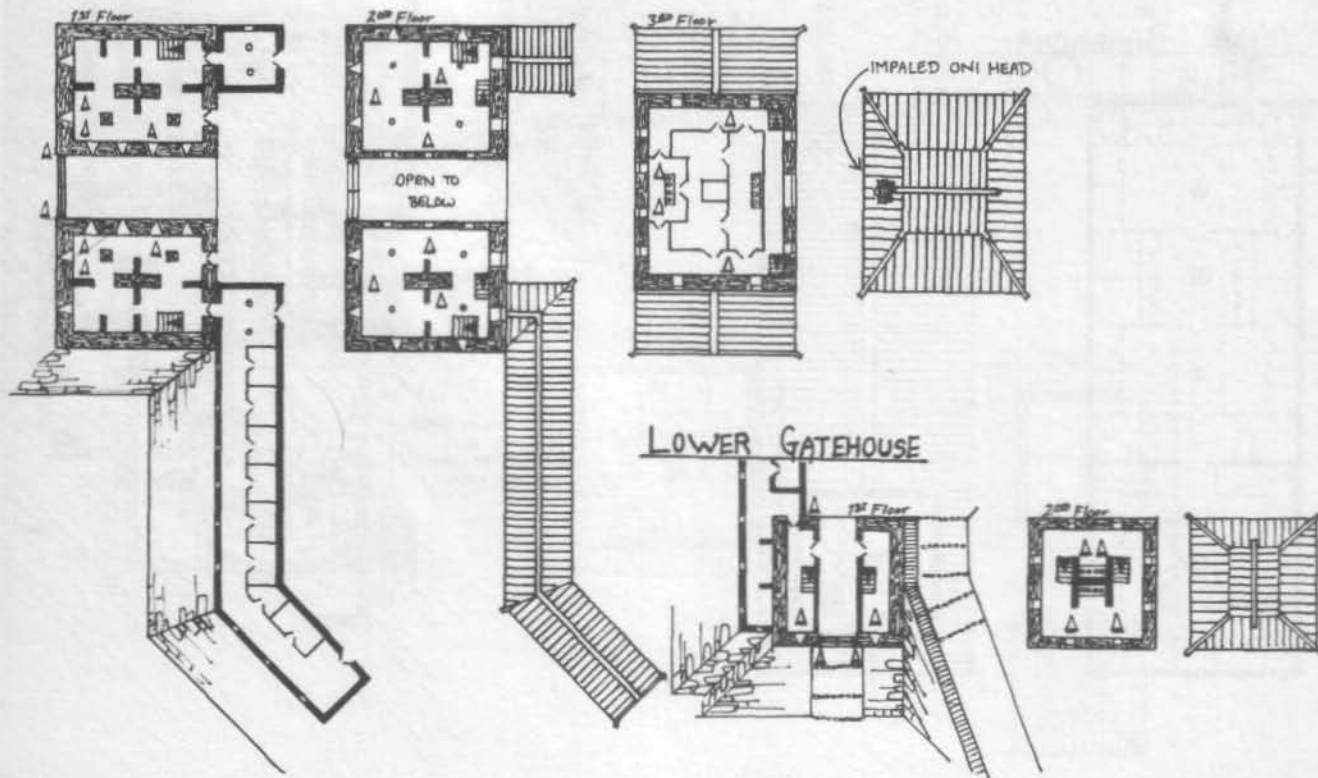 1st Floor
2nd Floor
3rd Floor
IMPALED ONI HEAD
OPEN TO
BELOW
LOWER GATEHOUSE
1st Floor
2nd Floor